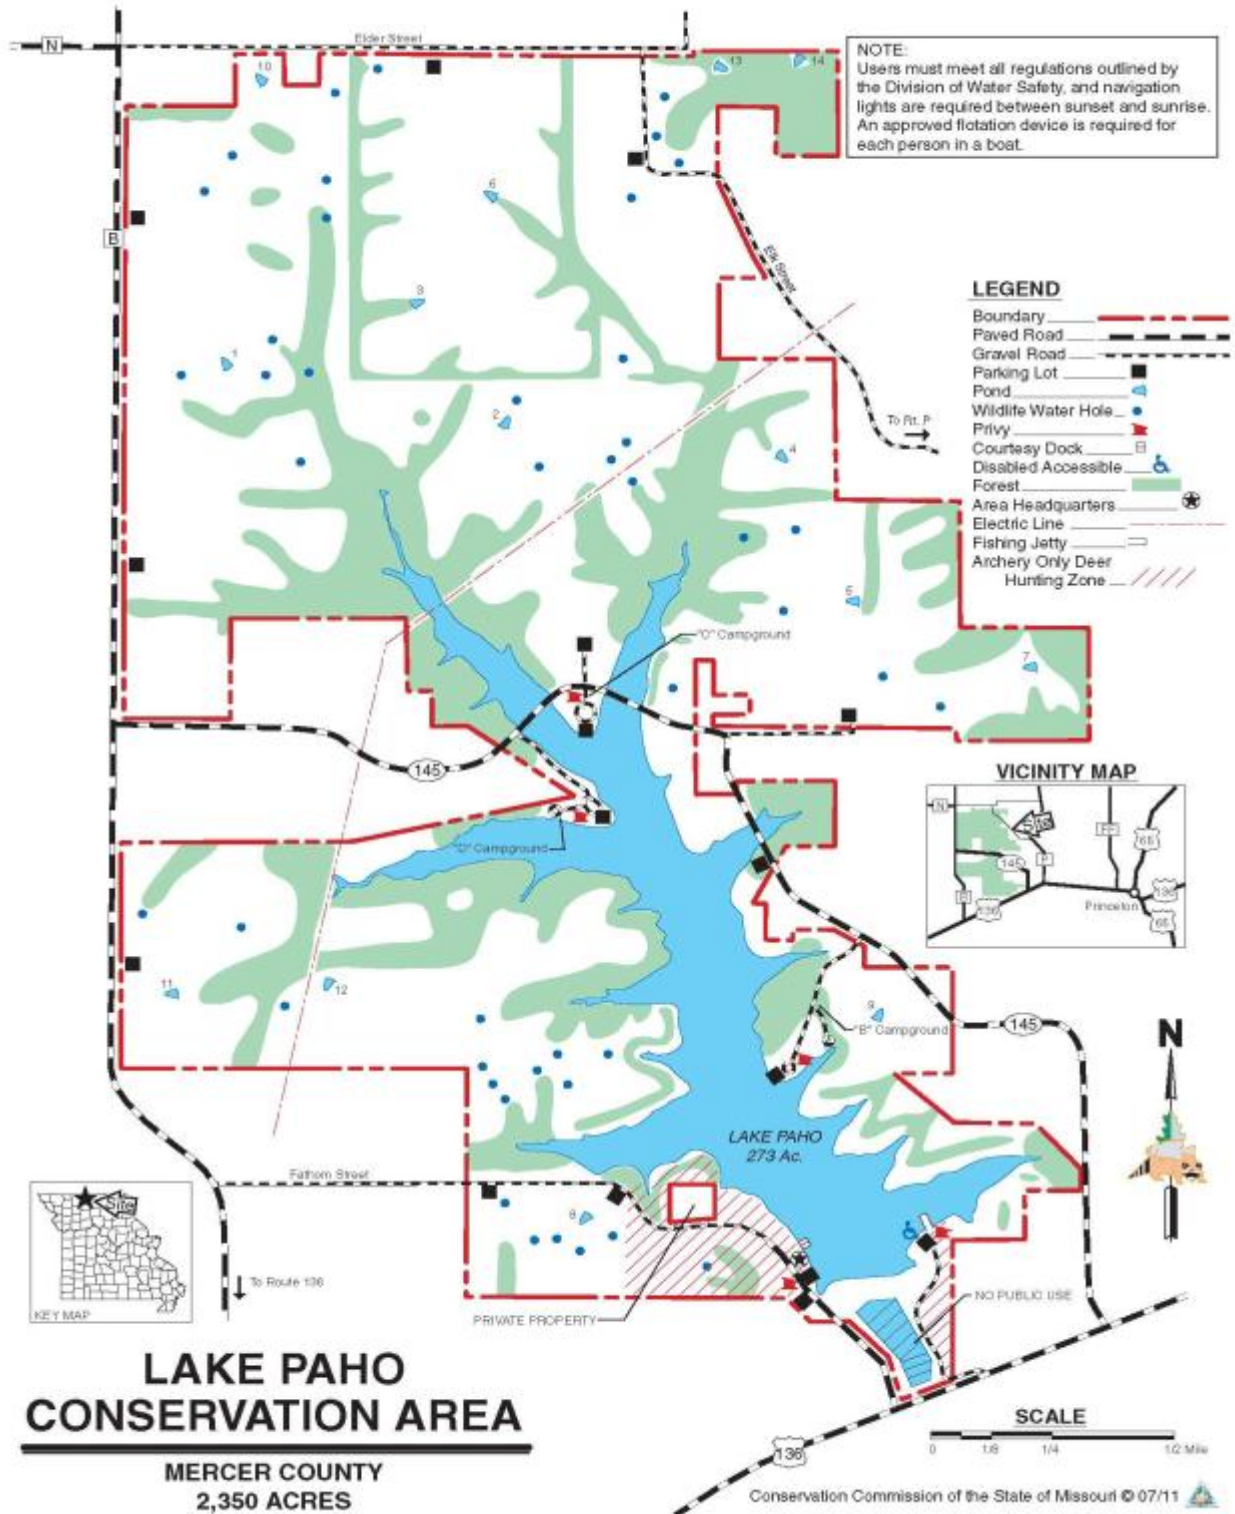 N
Elder Street
10
13
14
NOTE:
Users must meet all regulations outlined by
the Division of Water Safety, and navigation
lights are required between sunset and sunrise.
An approved flotation device is required for
each person in a boat.
6
B
Elk Street
3
LEGEND
Boundary
Paved Road
Gravel Road
Parking Lot
Pond
Wildlife Water Hole
Privy
Courtesy Dock
Disabled Accessible
Forest
Area Headquarters
Electric Line
Fishing Jetty
Archery Only Deer
Hunting Zone
1
2
To Rt. P
4
5
"C" Campground
7
145
VICINITY MAP
N
Site
65
145
P
B
136
Princeton
136
65
"D" Campground
11
12
9
"B" Campground
145
N
LAKE PAHO
273 Ac.
Fathom Street
Site
KEY MAP
8
To Route 136
PRIVATE PROPERTY
NO PUBLIC USE
LAKE PAHO
CONSERVATION AREA
MERCER COUNTY
2,350 ACRES
SCALE
0 1/8 1/4 1/2 Mile
136
Conservation Commission of the State of Missouri © 07/11